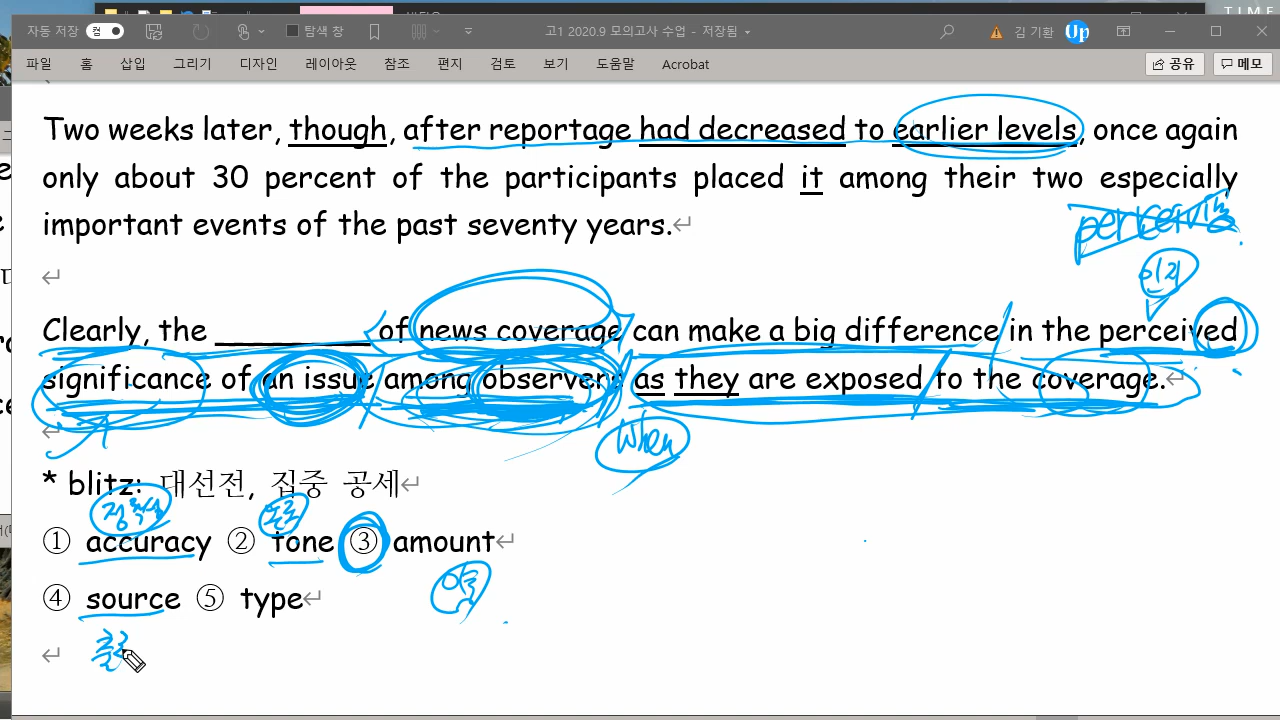 TIME
자동 저장 컴 탐색 창 고1 2020.9 모의고사 수업 - 저장됨 김 기환 Up
파일 홈 삽입 그리기 디자인 레이아웃 참조 편지 검토 보기 도움말 Acrobat 공유 메모
Two weeks later, though, after reportage had decreased to earlier levels, once again
only about 30 percent of the participants placed it among their two especially
important events of the past seventy years.
perceiving
인지
Clearly, the __________ of news coverage can make a big difference in the perceived
significance of an issue among observers as they are exposed to the coverage.
when
* blitz: 대선전, 집중 공세
정확성 논조
① accuracy ② tone ③ amount
양
④ source ⑤ type
출